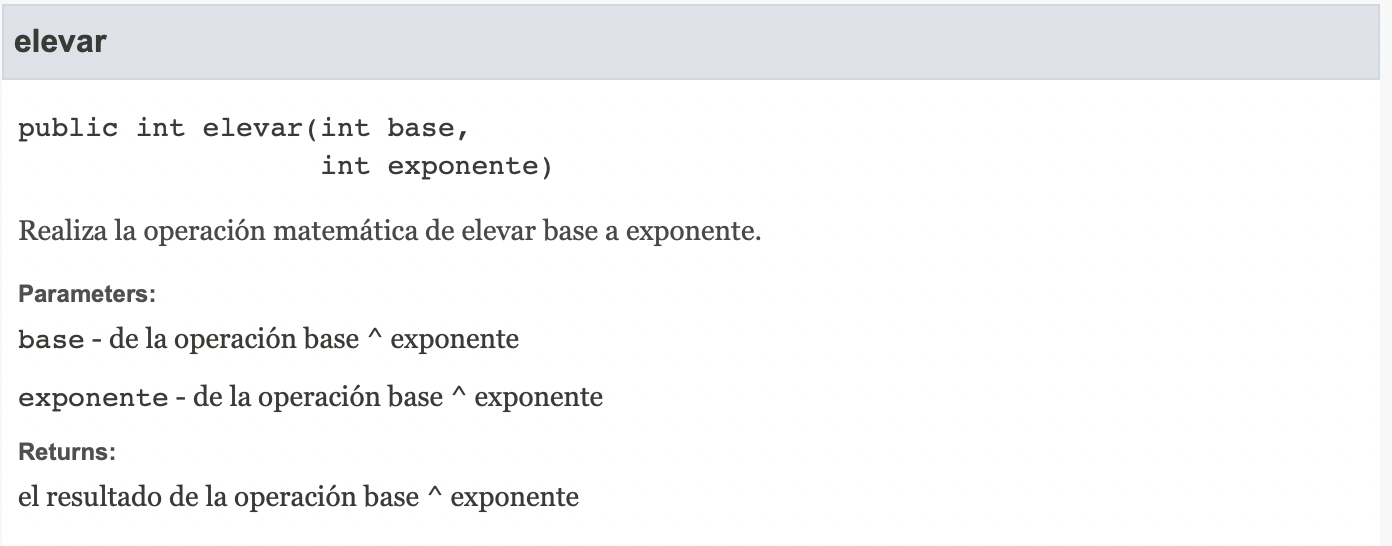 elevar
public int elevar(int base,
int exponente)
Realiza la operación matemática de elevar base a exponente.
Parameters:
base - de la operación base ^ exponente
exponente - de la operación base ^ exponente
Returns:
el resultado de la operación base ^ exponente